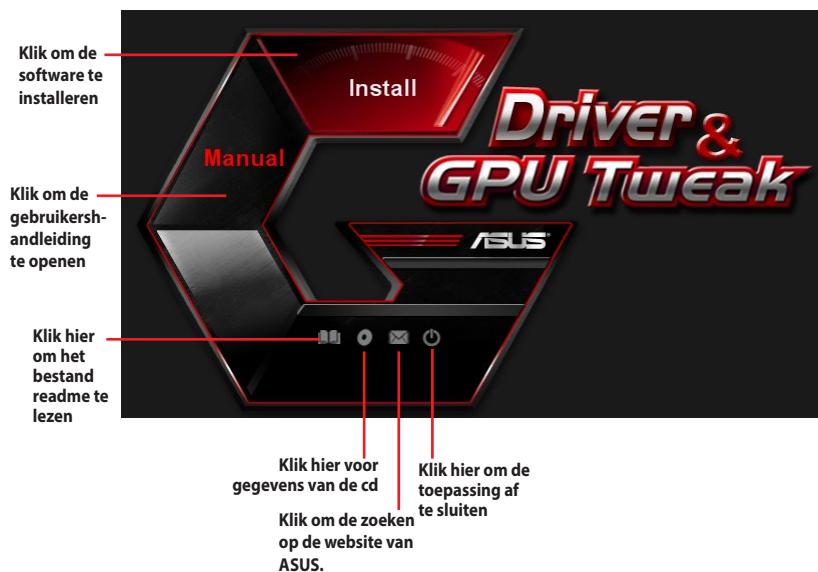 Klik om de
software te
installeren
Install
Driver &
GPU Tweak
Manual
Klik om de
gebruikersh-
andleiding
te openen
ASUS
Klik hier
om het
bestand
readme te
lezen
Klik hier voor
gegevens van de cd
Klik hier om de
toepassing af
te sluiten
Klik om de zoeken
op de website van
ASUS.